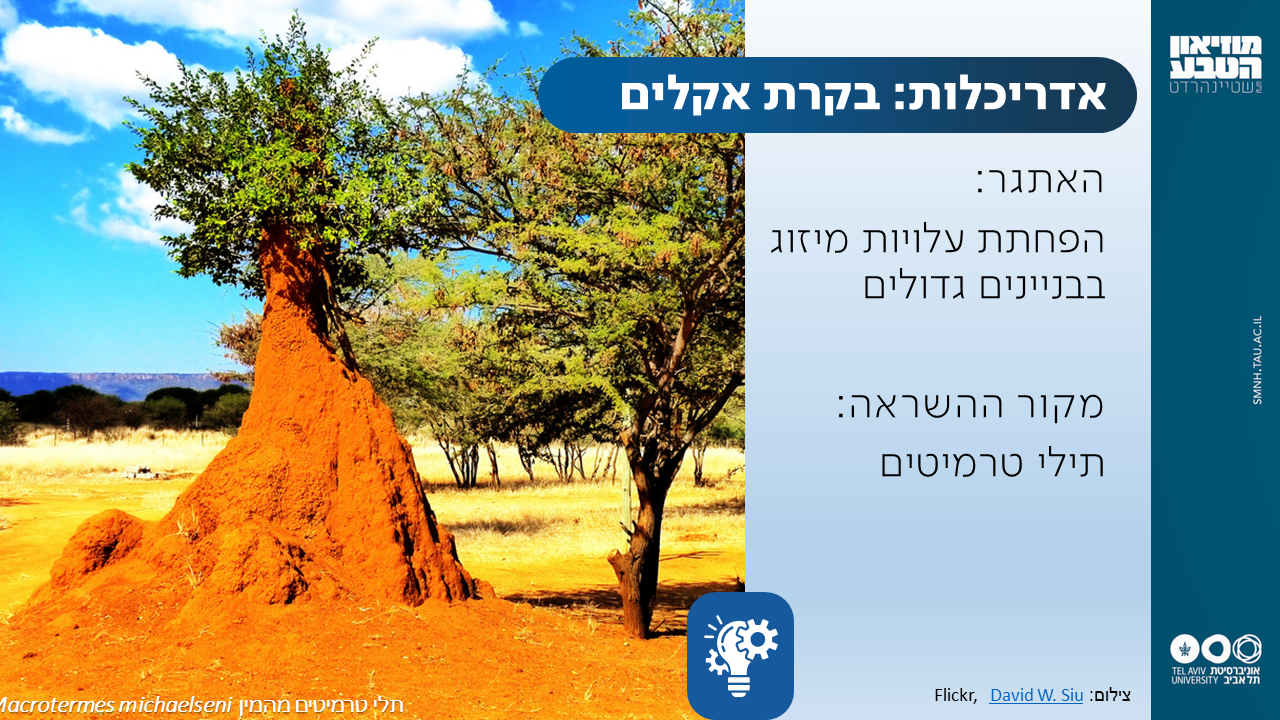 מוזיאון
הטבע
שטיינהרדט
אדריכלות: בקרת אקלים
האתגר:
הפחתת עלויות מיזוג
בבניינים גדולים
מקור ההשראה:
תילי טרמיטים
SMNH.TAU.AC.IL
תלי טרמיטים מהמין Macrotermes michaelseni
צילום: Flickr, David W. Siu
TEL AVIV אוניברסיטת
UNIVERSITY תל אביב